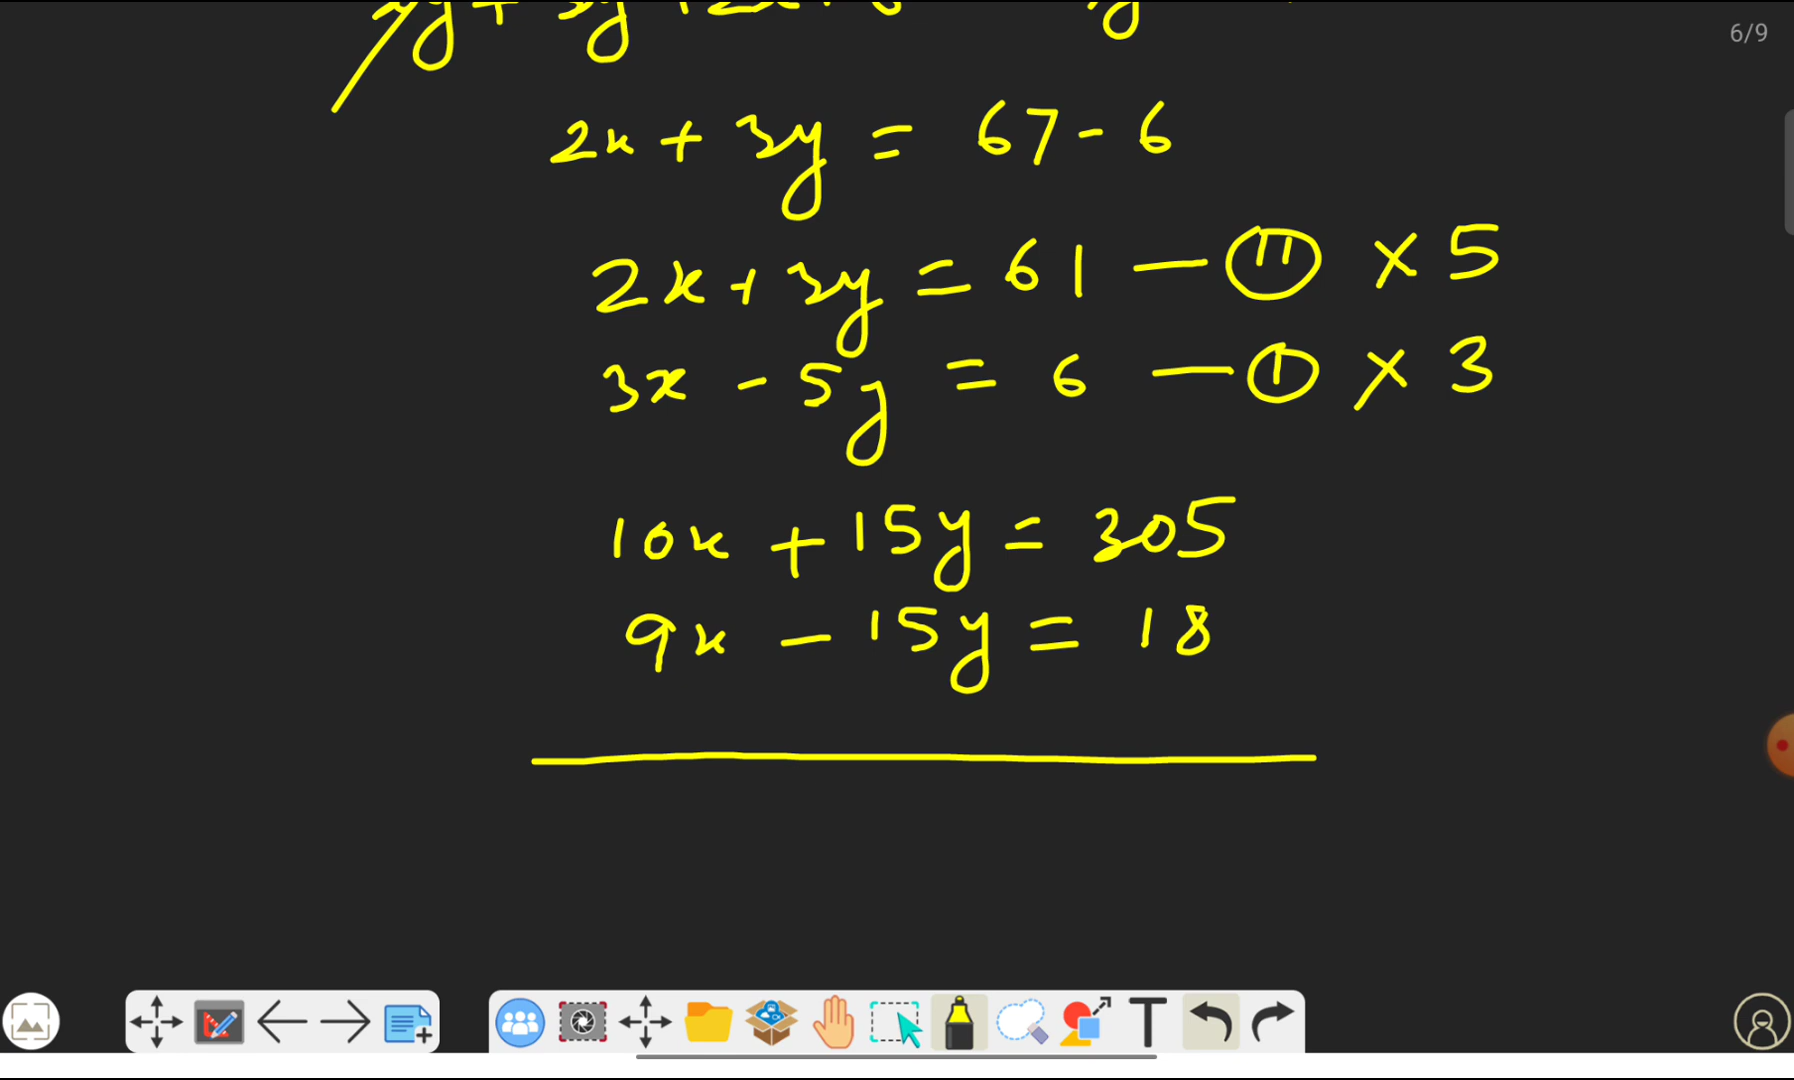 6/9
2x + 3y = 67 - 6
2x + 3y = 61 — (11) × 5
3x - 5y = 6 — (1) × 3
10x + 15y = 305
9x - 15y = 18
T